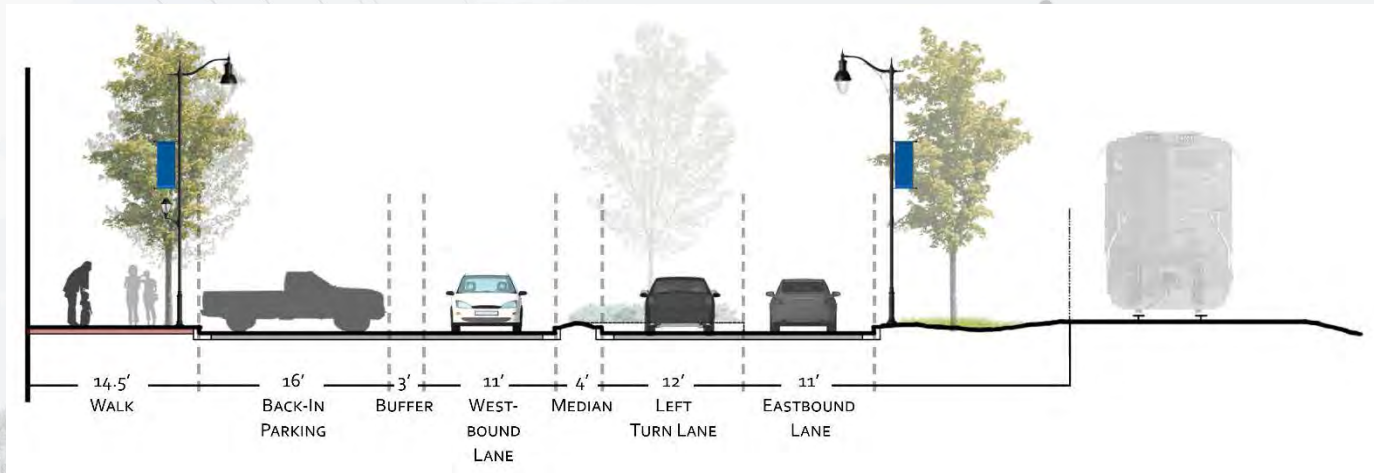 14.5' 16' 3' 11' 4' 12' 11'
WALK BACK-IN BUFFER WEST- MEDIAN LEFT EASTBOUND
PARKING BOUND TURN LANE LANE
LANE